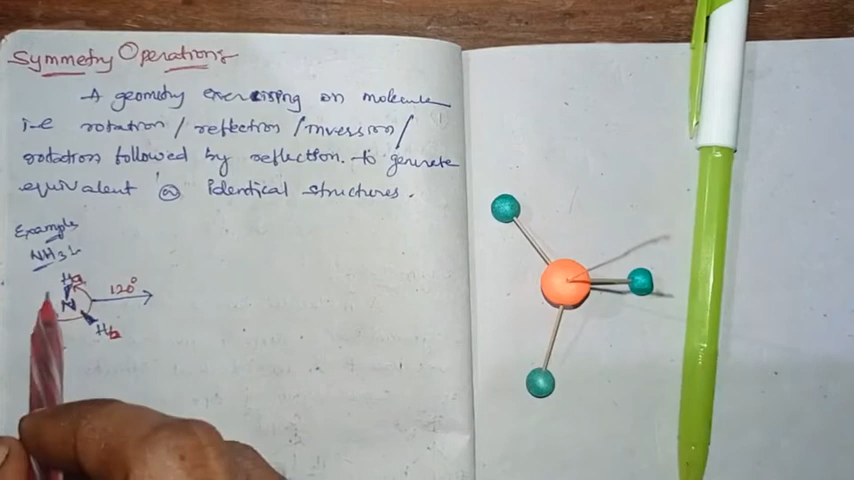 Symmetry Operations
A geometry exercising on molecule
i-e rotation / reflection / inversion /
rotation followed by reflection. to generate
equivalent or identical structures.
Example
NH3
Ha
120°
N
Hb